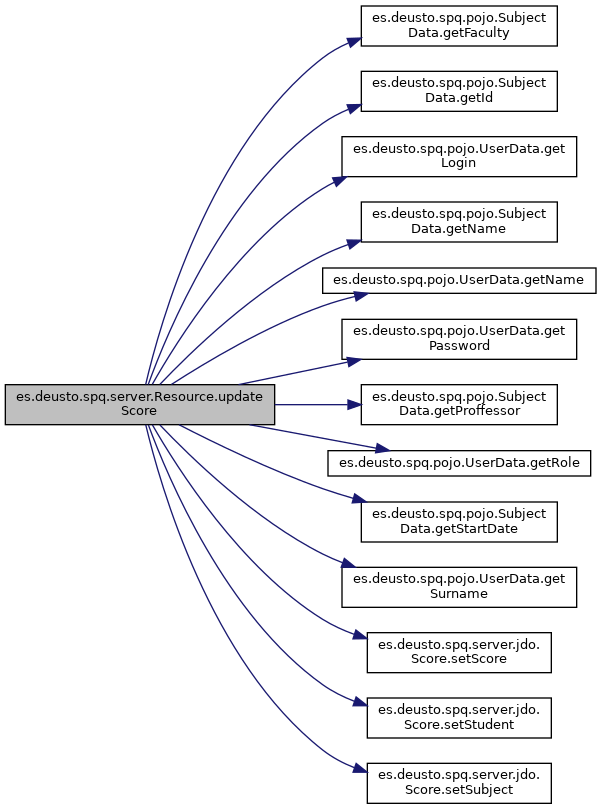 es.deusto.spq.pojo.Subject
Data.getFaculty
es.deusto.spq.pojo.Subject
Data.getId
es.deusto.spq.pojo.UserData.get
Login
es.deusto.spq.pojo.Subject
Data.getName
es.deusto.spq.pojo.UserData.getName
es.deusto.spq.pojo.UserData.get
Password
es.deusto.spq.server.Resource.update
Score
es.deusto.spq.pojo.Subject
Data.getProffessor
es.deusto.spq.pojo.UserData.getRole
es.deusto.spq.pojo.Subject
Data.getStartDate
es.deusto.spq.pojo.UserData.get
Surname
es.deusto.spq.server.jdo.
Score.setScore
es.deusto.spq.server.jdo.
Score.setStudent
es.deusto.spq.server.jdo.
Score.setSubject